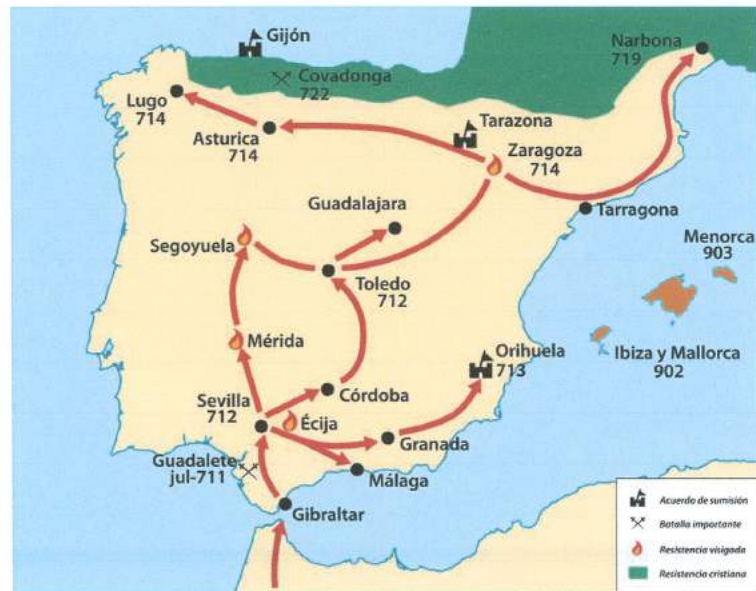 Gijón
Narbona
719
Covadonga
722
Lugo
714
Asturica
714
Tarazona
Zaragoza
714
Guadalajara
Tarragona
Segoyuela
Menorca
903
Toledo
712
Mérida
Orihuela
713
Ibiza y Mallorca
902
Sevilla
712
Córdoba
Écija
Granada
Guadalete
jul-711
Málaga
Gibraltar
Acuerdo de sumisión
Batalla importante
Resistencia visigada
Resistencia cristiana